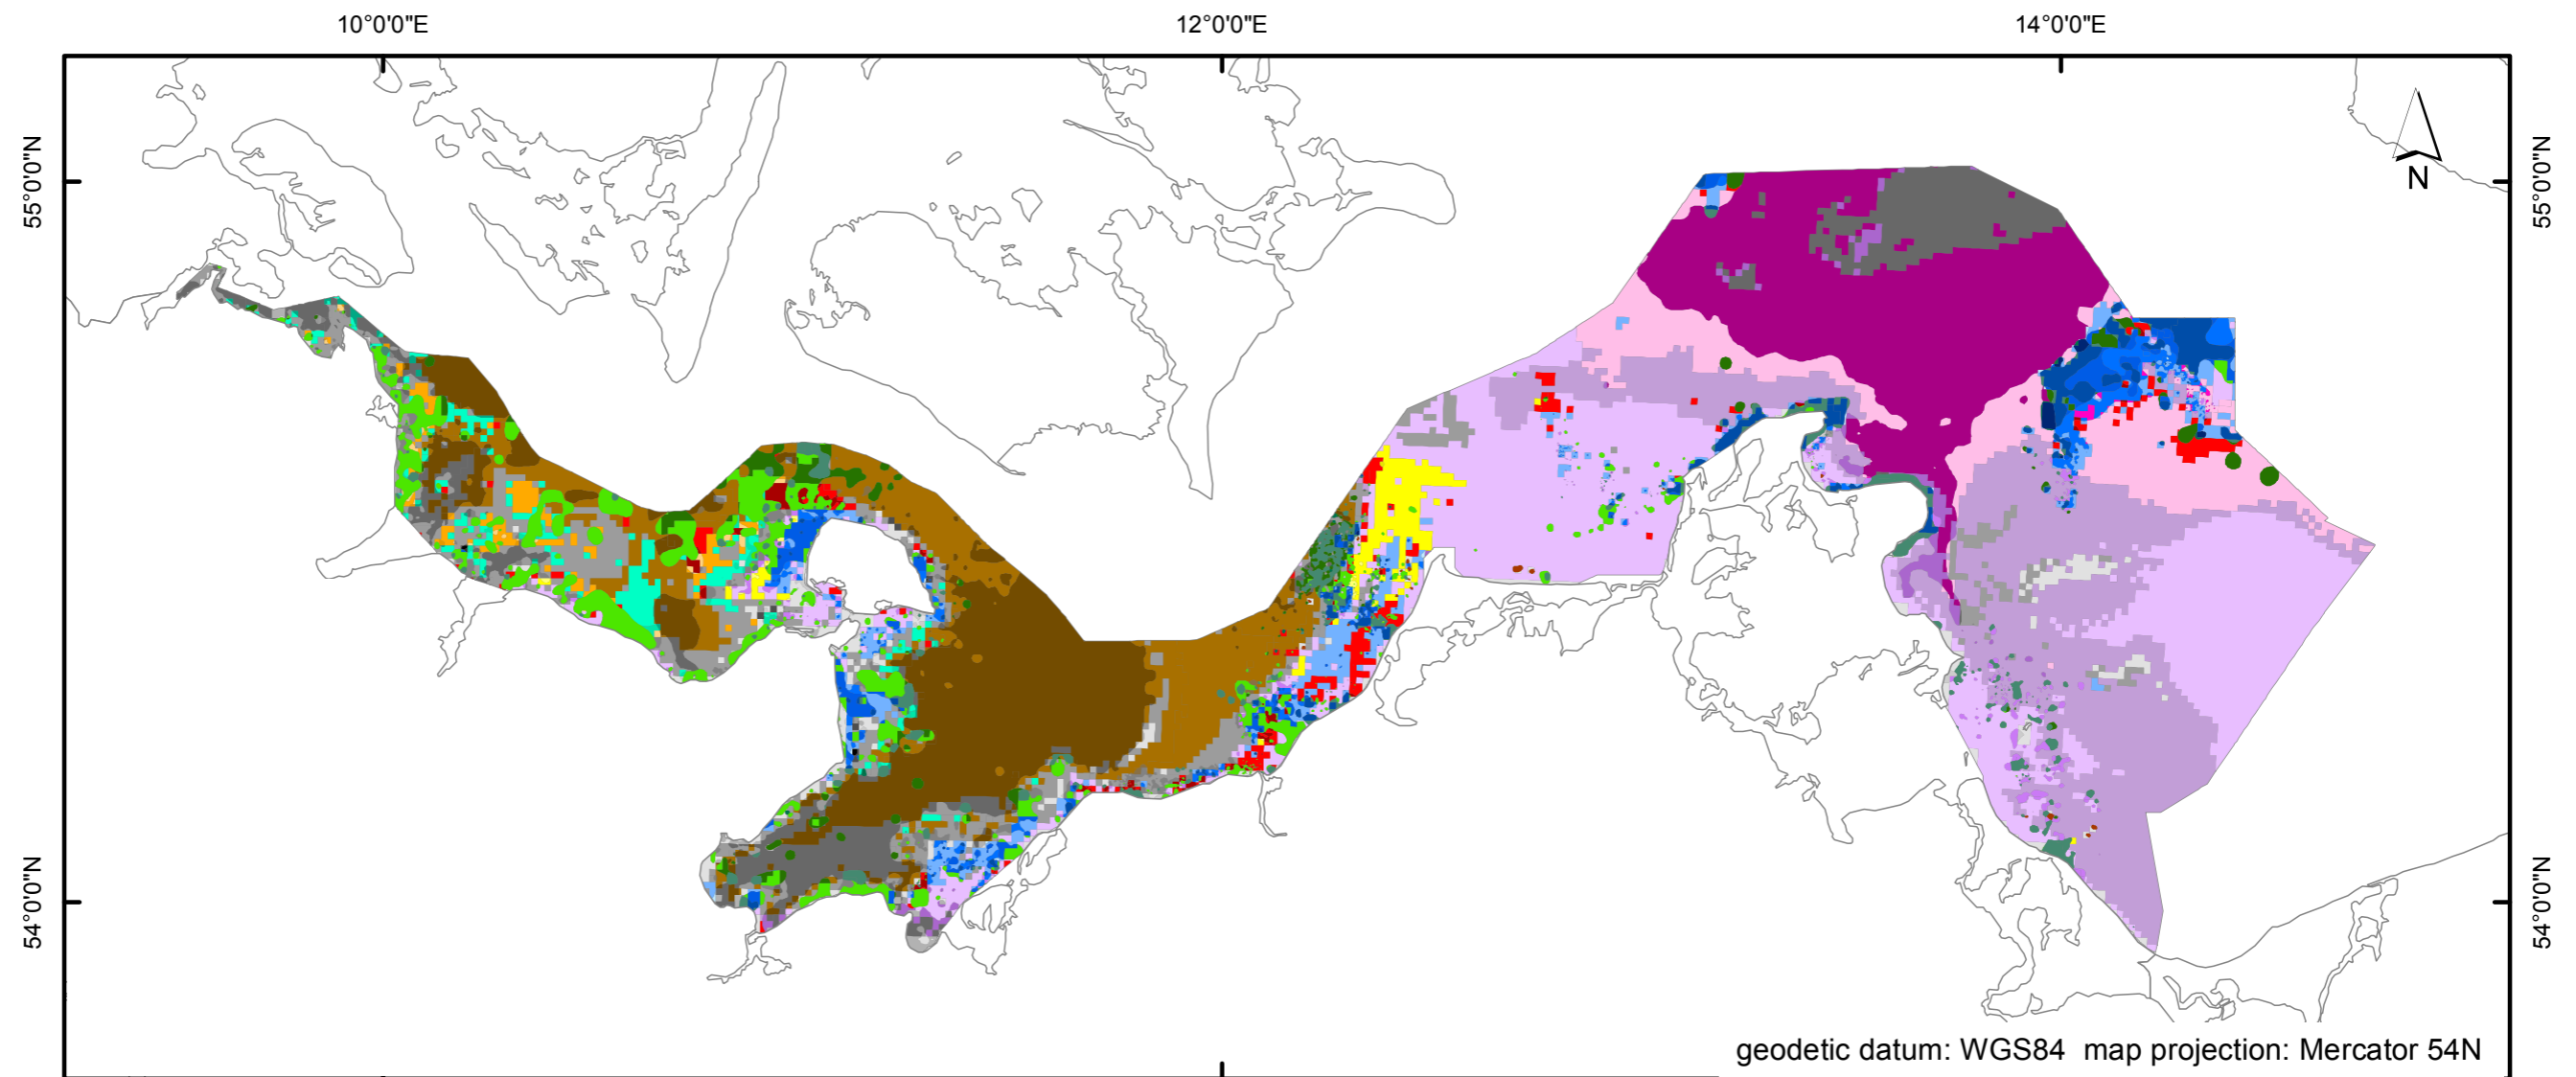 10°0'0"E 12°0'0"E 14°0'0"E
55°0'0"N 55°0'0"N
N
54°0'0"N 54°0'0"N
geodetic datum: WGS84 map projection: Mercator 54N